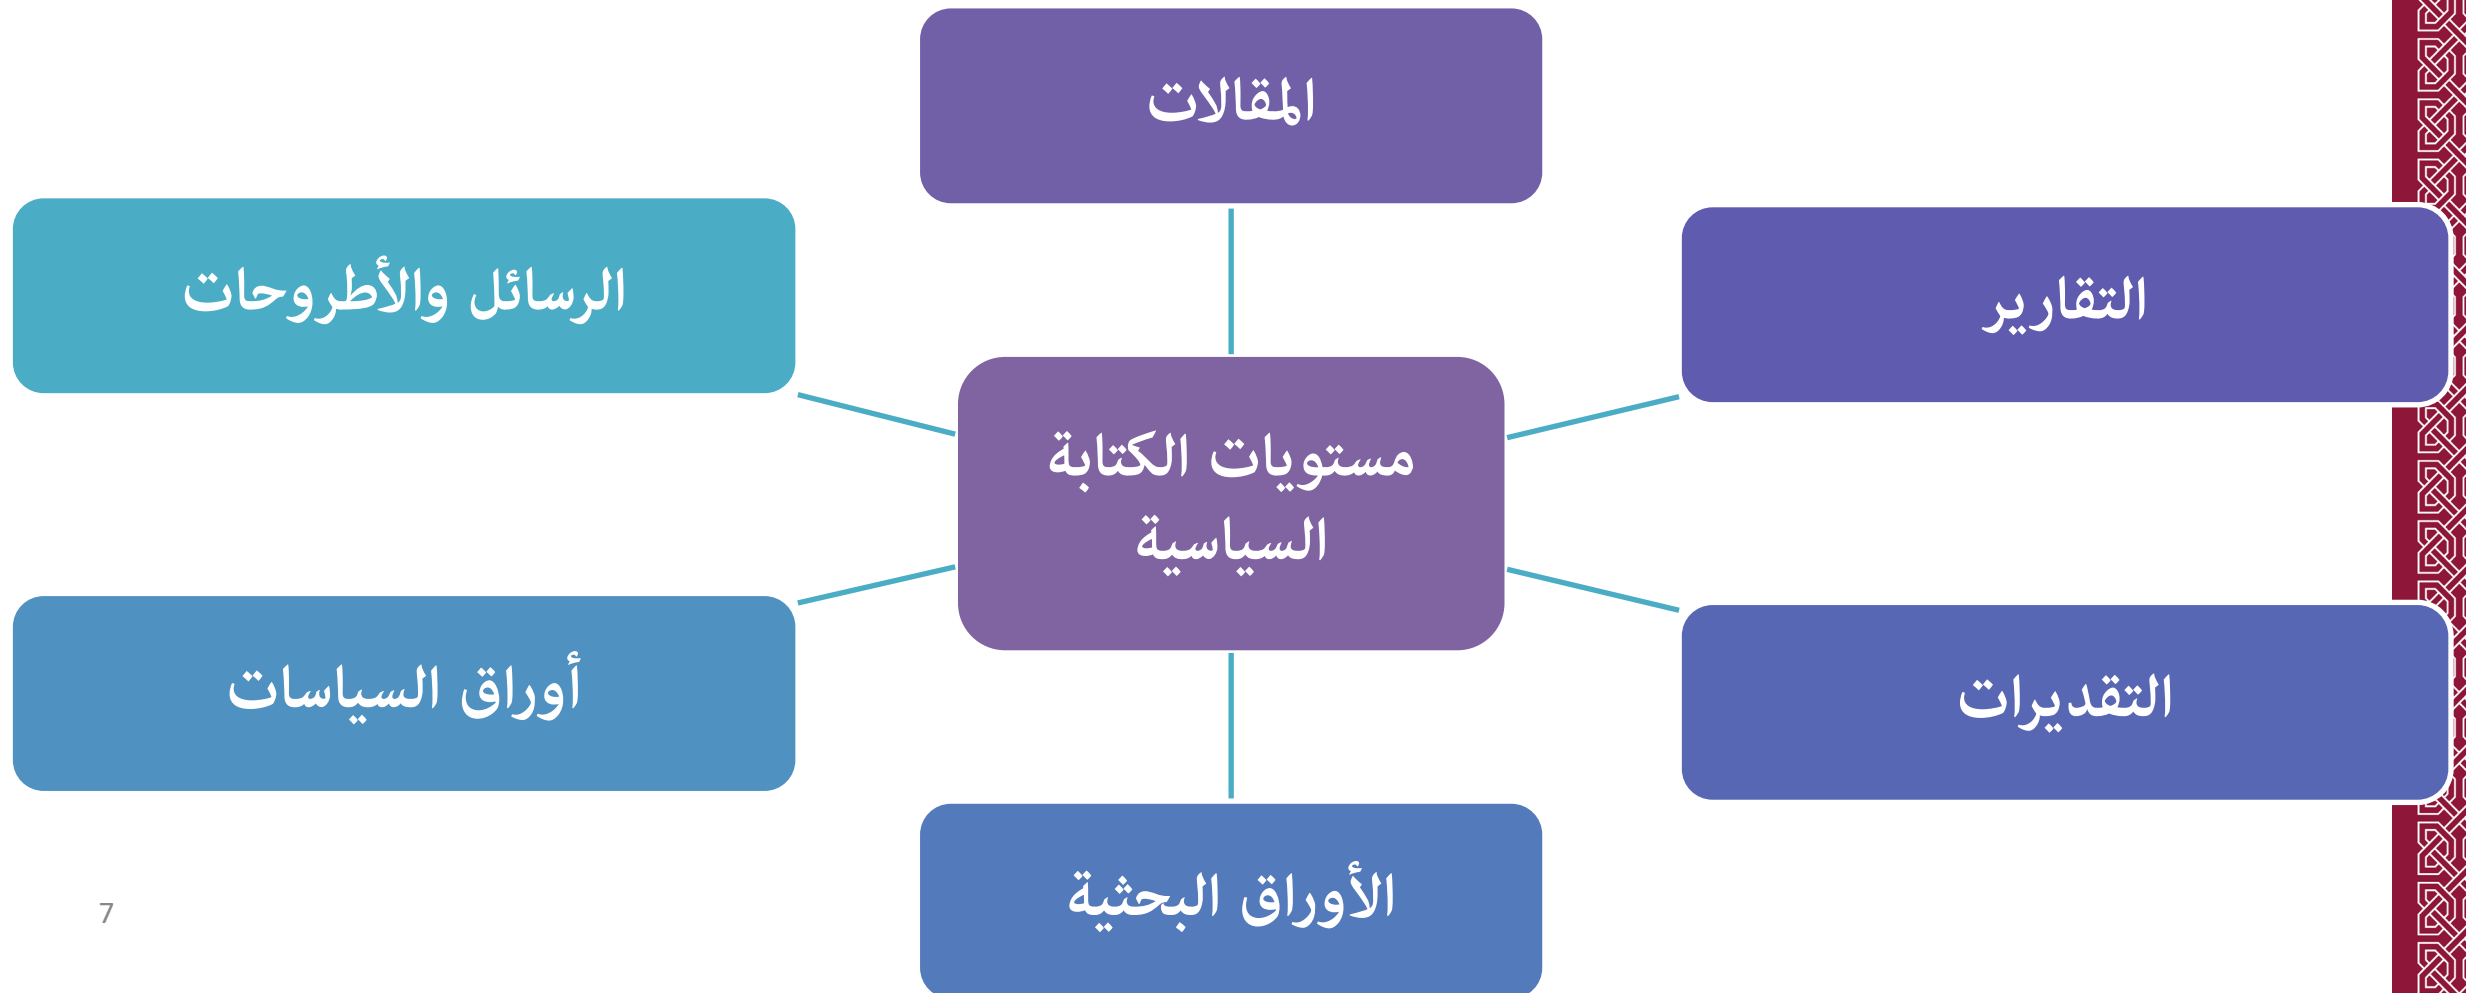 المقالات
التقارير
الرسائل والأطروحات
مستويات الكتابة
السياسية
التقديرات
أوراق السياسات
الأوراق البحثية
7